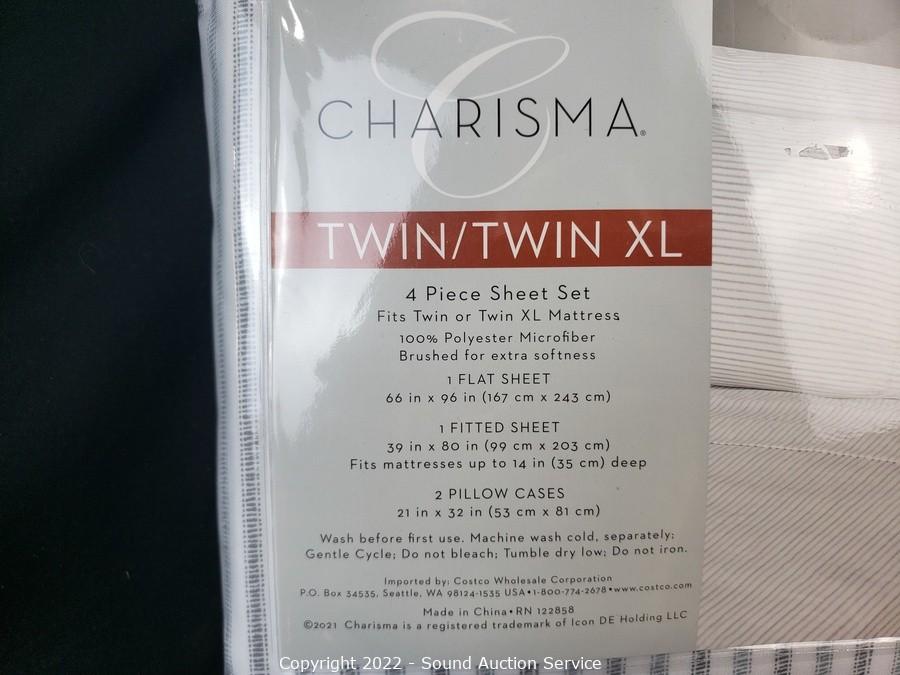 CHARISMA®
TWIN/TWIN XL
4 Piece Sheet Set
Fits Twin or Twin XL Mattress
100% Polyester Microfiber
Brushed for extra softness
1 FLAT SHEET
66 in x 96 in (167 cm x 243 cm)
1 FITTED SHEET
39 in x 80 in (99 cm x 203 cm)
Fits mattresses up to 14 in (35 cm) deep
2 PILLOW CASES
21 in x 32 in (53 cm x 81 cm)
Wash before first use. Machine wash cold, separately;
Gentle Cycle; Do not bleach; Tumble dry low; Do not iron.
Imported by: Costco Wholesale Corporation
P.O. Box 34535, Seattle, WA 98124-1535 USA•1-800-774-2678•www.costco.com
Made in China•RN 122858
©2021 Charisma is a registered trademark of Icon DE Holding LLC
Copyright 2022 - Sound Auction Service